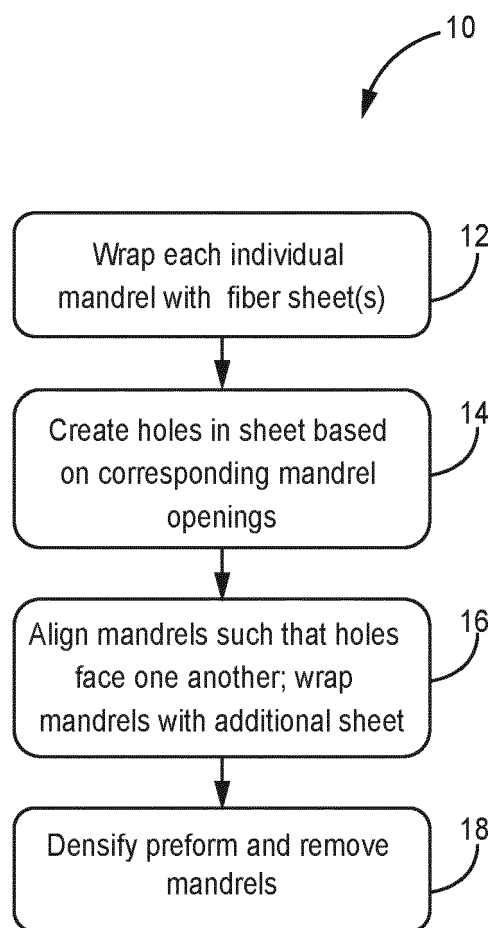 10
12
Wrap each individual
mandrel with fiber sheet(s)
14
Create holes in sheet based
on corresponding mandrel
openings
16
Align mandrels such that holes
face one another; wrap
mandrels with additional sheet
18
Densify preform and remove
mandrels